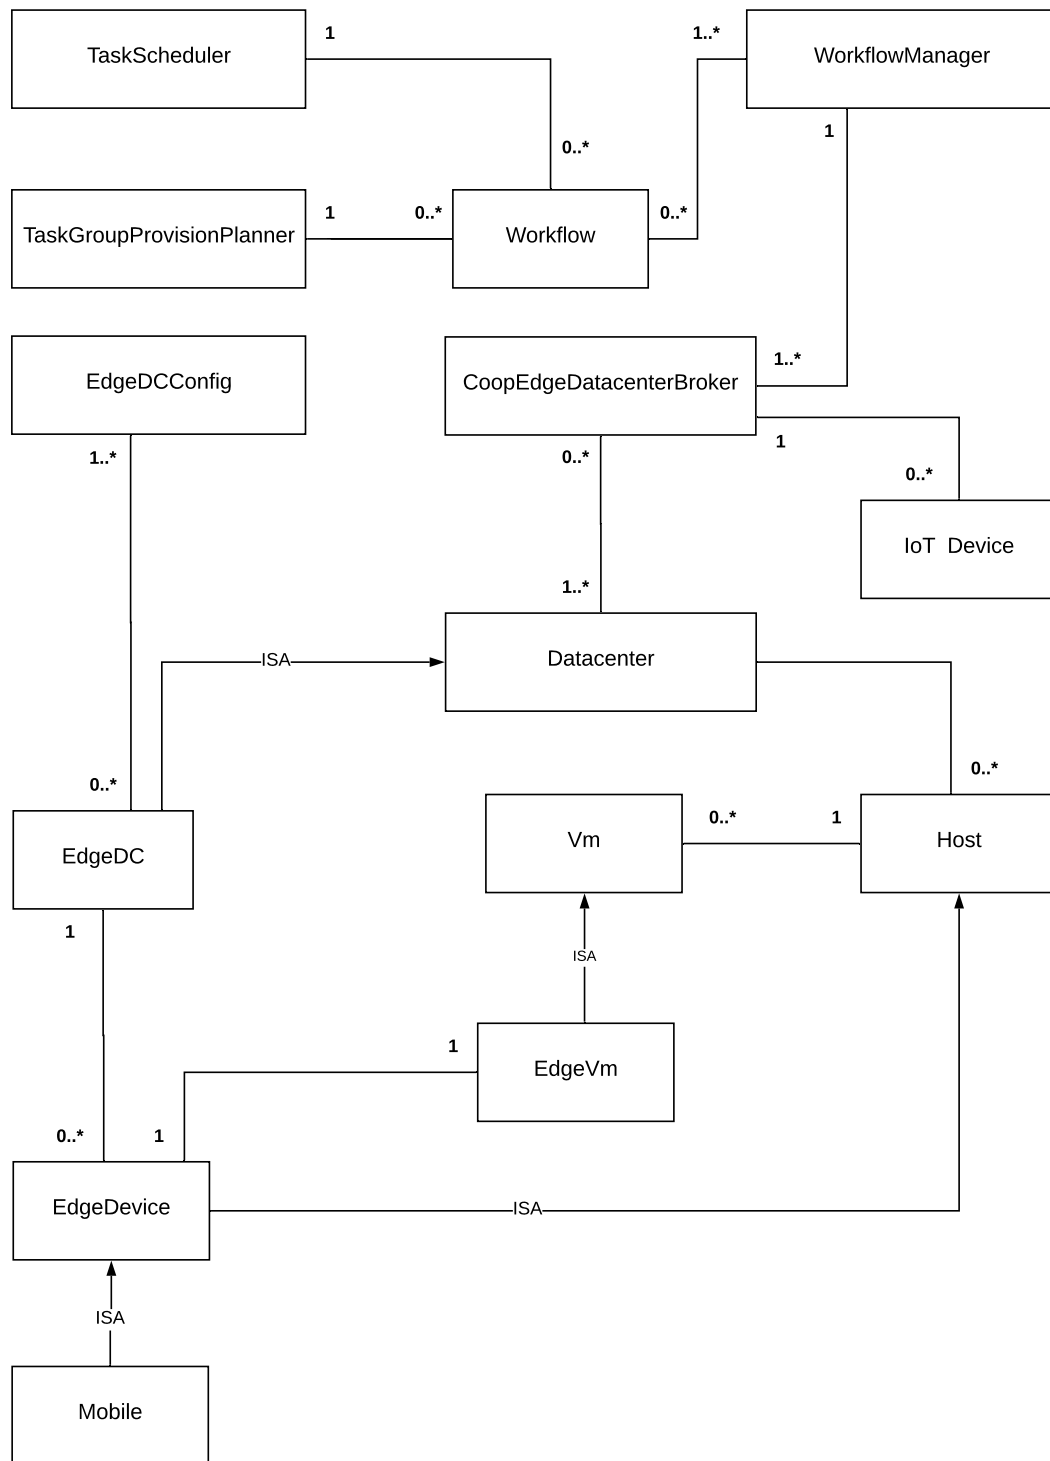 TaskScheduler
1
1..*
WorkflowManager
1
0..*
TaskGroupProvisionPlanner
1
0..*
Workflow
0..*
EdgeDCConfig
CoopEdgeDatacenterBroker
1..*
1..*
0..*
1
0..*
IoT  Device
1..*
ISA
Datacenter
0..*
0..*
EdgeDC
Vm
0..*
1
Host
1
ISA
1
EdgeVm
0..*
1
EdgeDevice
ISA
ISA
Mobile